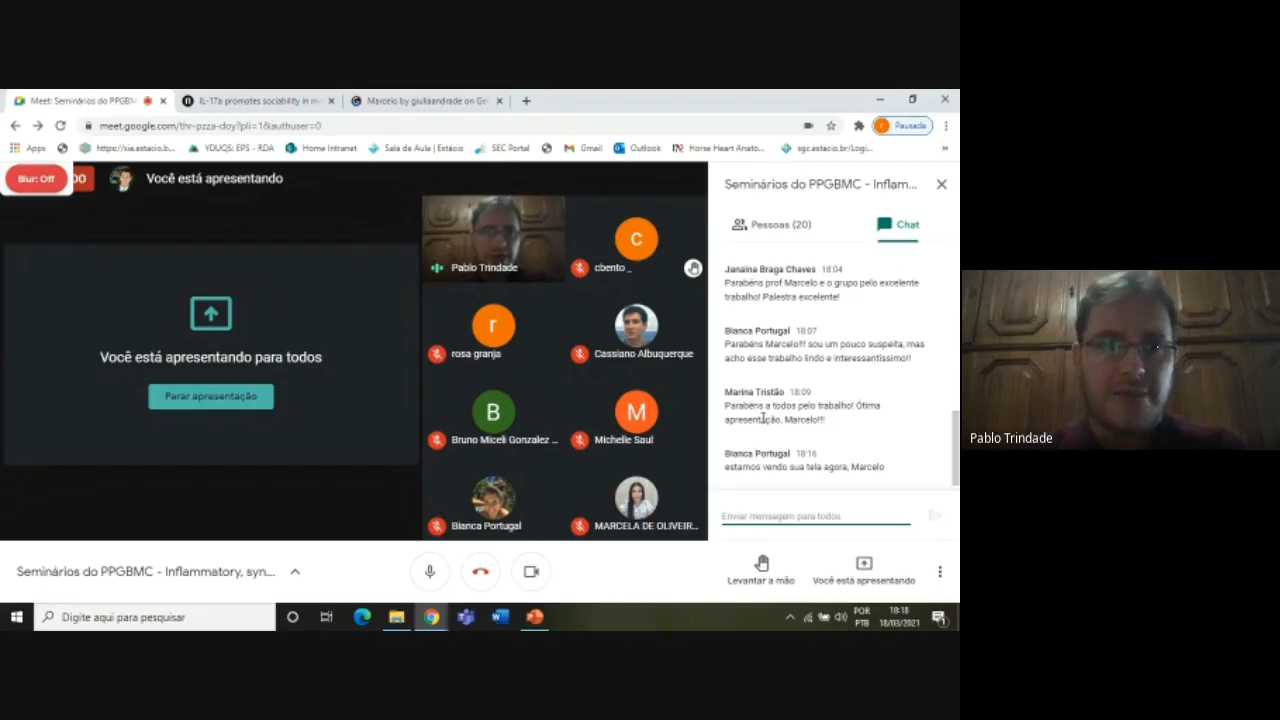 Meet: Seminários do PPGBM
IL-17a promotes sociability in m
Marcelo by giuliaandrade on Ge
meet.google.com/thr-pzza-doy?pli=1&authuser=0
Pausada
Apps
https://sia.estacio.b...
YDUQS: EPS - RDA
Home Intranet
Sala de Aula | Estácio
SEC Portal
Gmail
Outlook
Horse Heart Anato...
sgc.estacio.br/Logi...
Blur: Off
DO
Você está apresentando
Você está apresentando para todos
Parar apresentação
Pablo Trindade
c
cbento _
r
rosa granja
Cassiano Albuquerque
B
Bruno Miceli Gonzalez ...
M
Michelle Saul
Bianca Portugal
MARCELA DE OLIVEIR...
Seminários do PPGBMC - Inflam...
Pessoas (20)
Chat
Janaina Braga Chaves 18:04
Parabéns prof Marcelo e o grupo pelo excelente
trabalho! Palestra excelente!
Bianca Portugal 18:07
Parabéns Marcelo!!! sou um pouco suspeita, mas
acho esse trabalho lindo e interessantíssimo!!
Marina Tristão 18:09
Parabéns a todos pelo trabalho! Ótima
apresentação, Marcelo!!!
Bianca Portugal 18:16
estamos vendo sua tela agora, Marcelo
Enviar mensagem para todos
Seminários do PPGBMC - Inflammatory, syn...
Levantar a mão
Você está apresentando
Digite aqui para pesquisar
POR
PTB
18:18
18/03/2021
Pablo Trindade